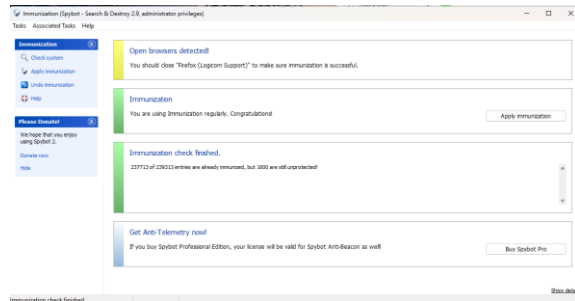 Immunization (Spybot - Search & Destroy 2.9, administrator privileges)
Tasks Associated Tasks Help
Immunization
Check system
Apply immunization
Undo immunization
Help
Please Donate!
We hope that you enjoy
using Spybot 2.
Donate now
Hide
Open browsers detected!
You should close "Firefox (Logicom Support)" to make sure immunization is successful.
Immunization
You are using Immunization regularly. Congratulations!
Apply immunization
Immunization check finished.
237713 of 239313 entries are already immunized, but 1600 are still unprotected!
Get Anti-Telemetry now!
If you buy Spybot Professional Edition, your license will be valid for Spybot Anti-Beacon as well!
Buy Spybot Pro
Show deta
Immunization check finished